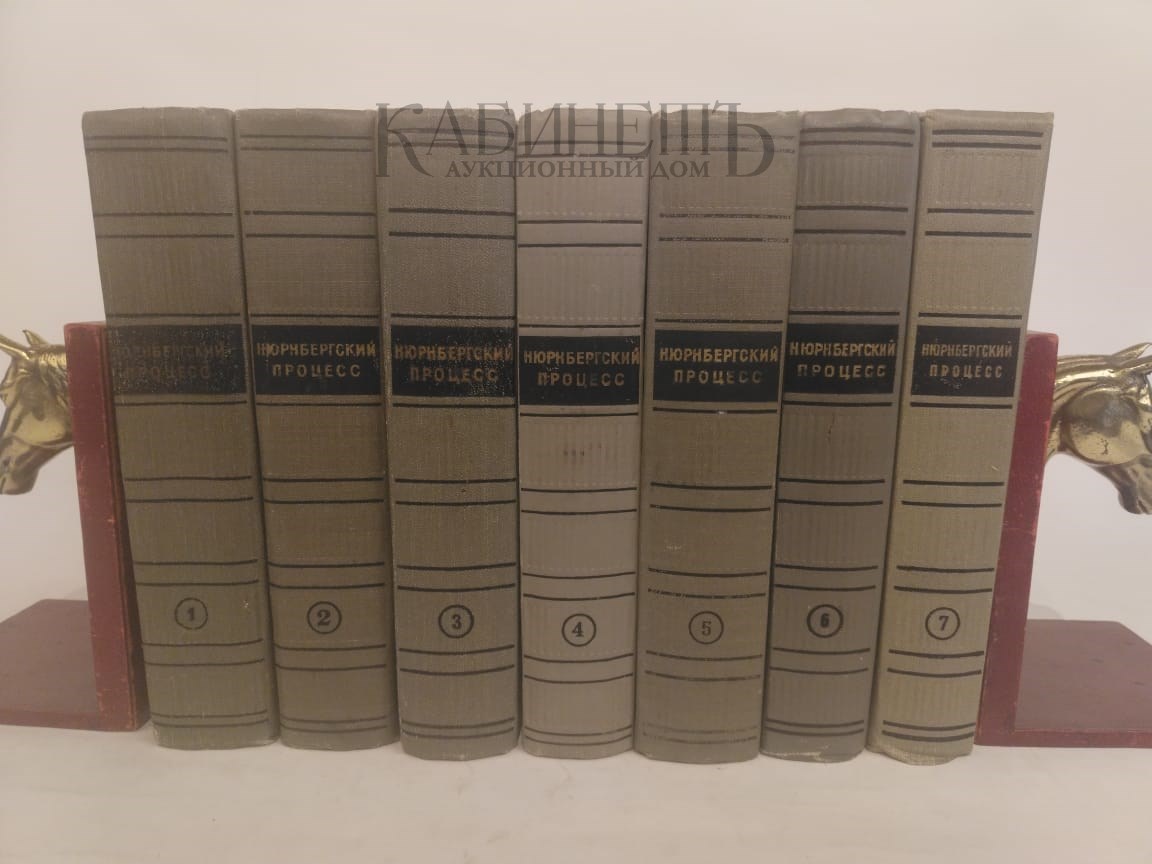 КАБИНЕТЪ
АУКЦИОННЫЙ ДОМ
НЮРНБЕРГСКИЙ
ПРОЦЕСС
1
НЮРНБЕРГСКИЙ
ПРОЦЕСС
2
НЮРНБЕРГСКИЙ
ПРОЦЕСС
3
НЮРНБЕРГСКИЙ
ПРОЦЕСС
4
НЮРНБЕРГСКИЙ
ПРОЦЕСС
5
НЮРНБЕРГСКИЙ
ПРОЦЕСС
6
НЮРНБЕРГСКИЙ
ПРОЦЕСС
7